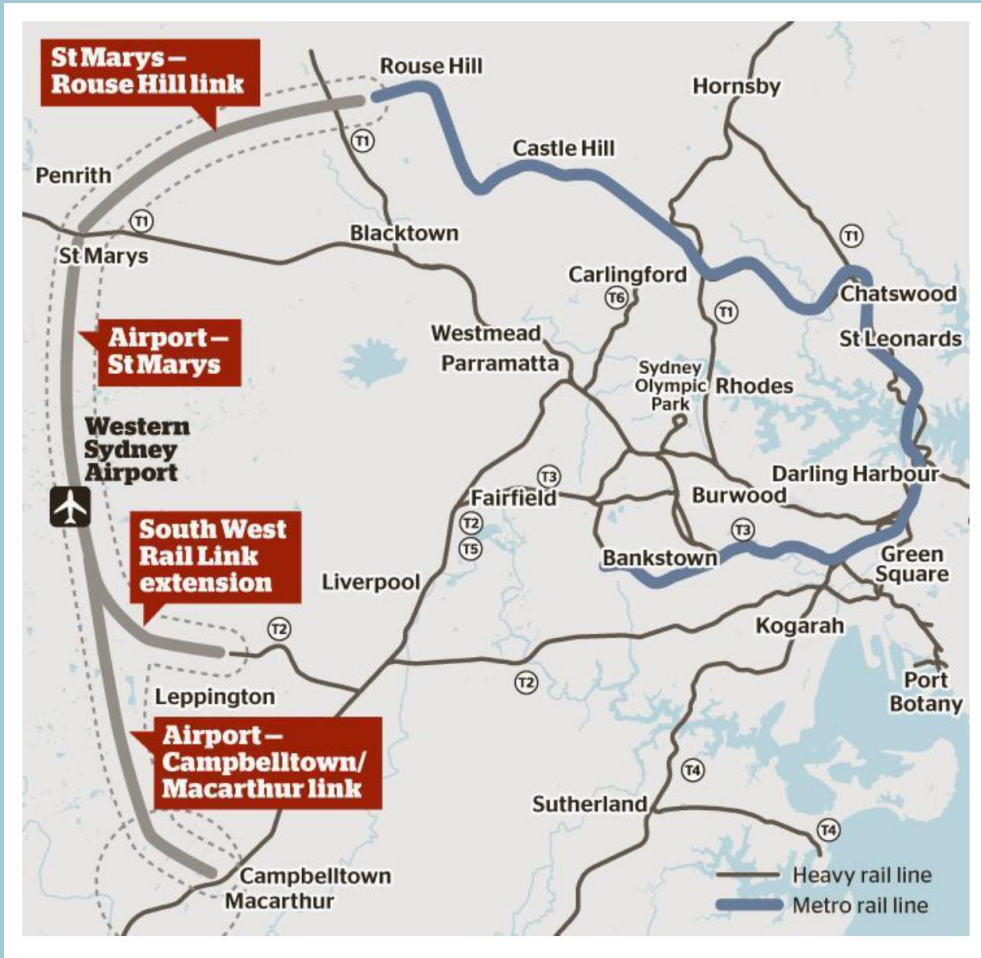 St Marys –
Rouse Hill link
Rouse Hill
Hornsby
T1
Castle Hill
Penrith
T1
Blacktown
T1
St Marys
Carlingford
T6
Chatswood
T1
Airport –
St Marys
Westmead
Parramatta
St Leonards
Sydney
Olympic
Park
Rhodes
Western
Sydney
Airport
T3
Fairfield
Darling Harbour
Burwood
South West
Rail Link
extension
T2
T5
T3
Bankstown
Green
Square
Liverpool
T2
Kogarah
T2
Leppington
Port
Botany
Airport –
Campbelltown/
Macarthur link
T4
Sutherland
T4
Campbelltown
Macarthur
Heavy rail line
Metro rail line